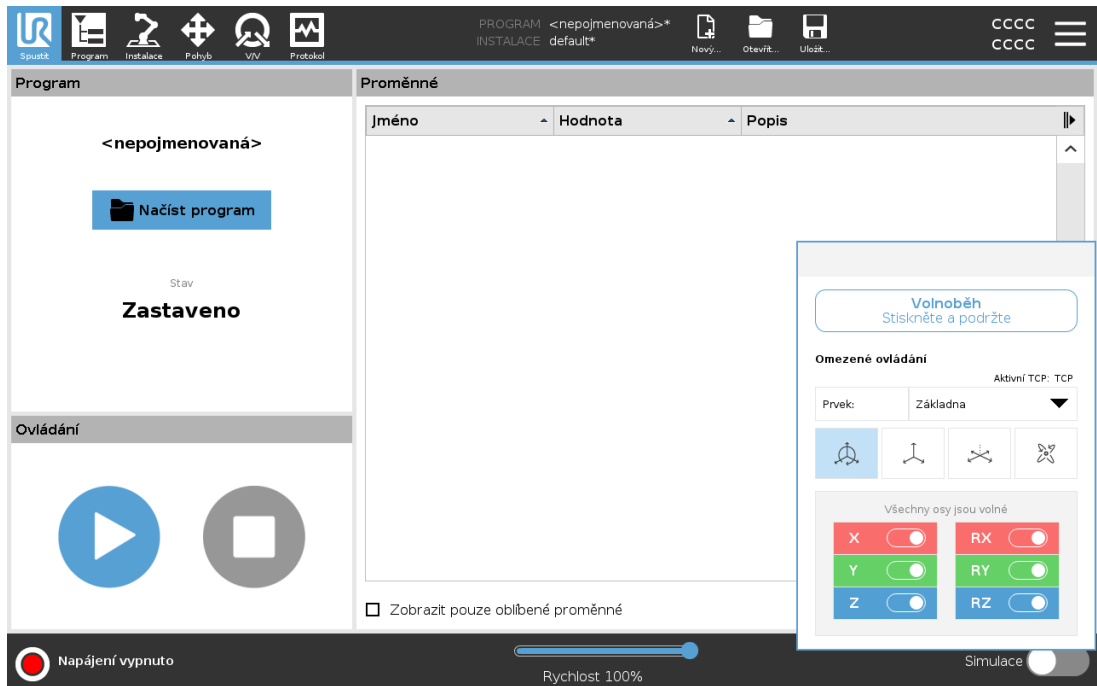 UR
Spustit
Program
Instalace
Pohyb
V/V
Protokol
PROGRAM <nepojmenovaná>*
INSTALACE default*
Nový...
Otevřít...
Uložit...
CCCC
CCCC
Program
<nepojmenovaná>
Načíst program
Stav
Zastaveno
Ovládání
Proměnné
Jméno
Hodnota
Popis
Zobrazit pouze oblíbené proměnné
Volnoběh
Stiskněte a podržte
Omezené ovládání
Aktivní TCP: TCP
Prvek: Základna
Všechny osy jsou volné
X RX
Y RY
Z RZ
Napájení vypnuto
Rychlost 100%
Simulace